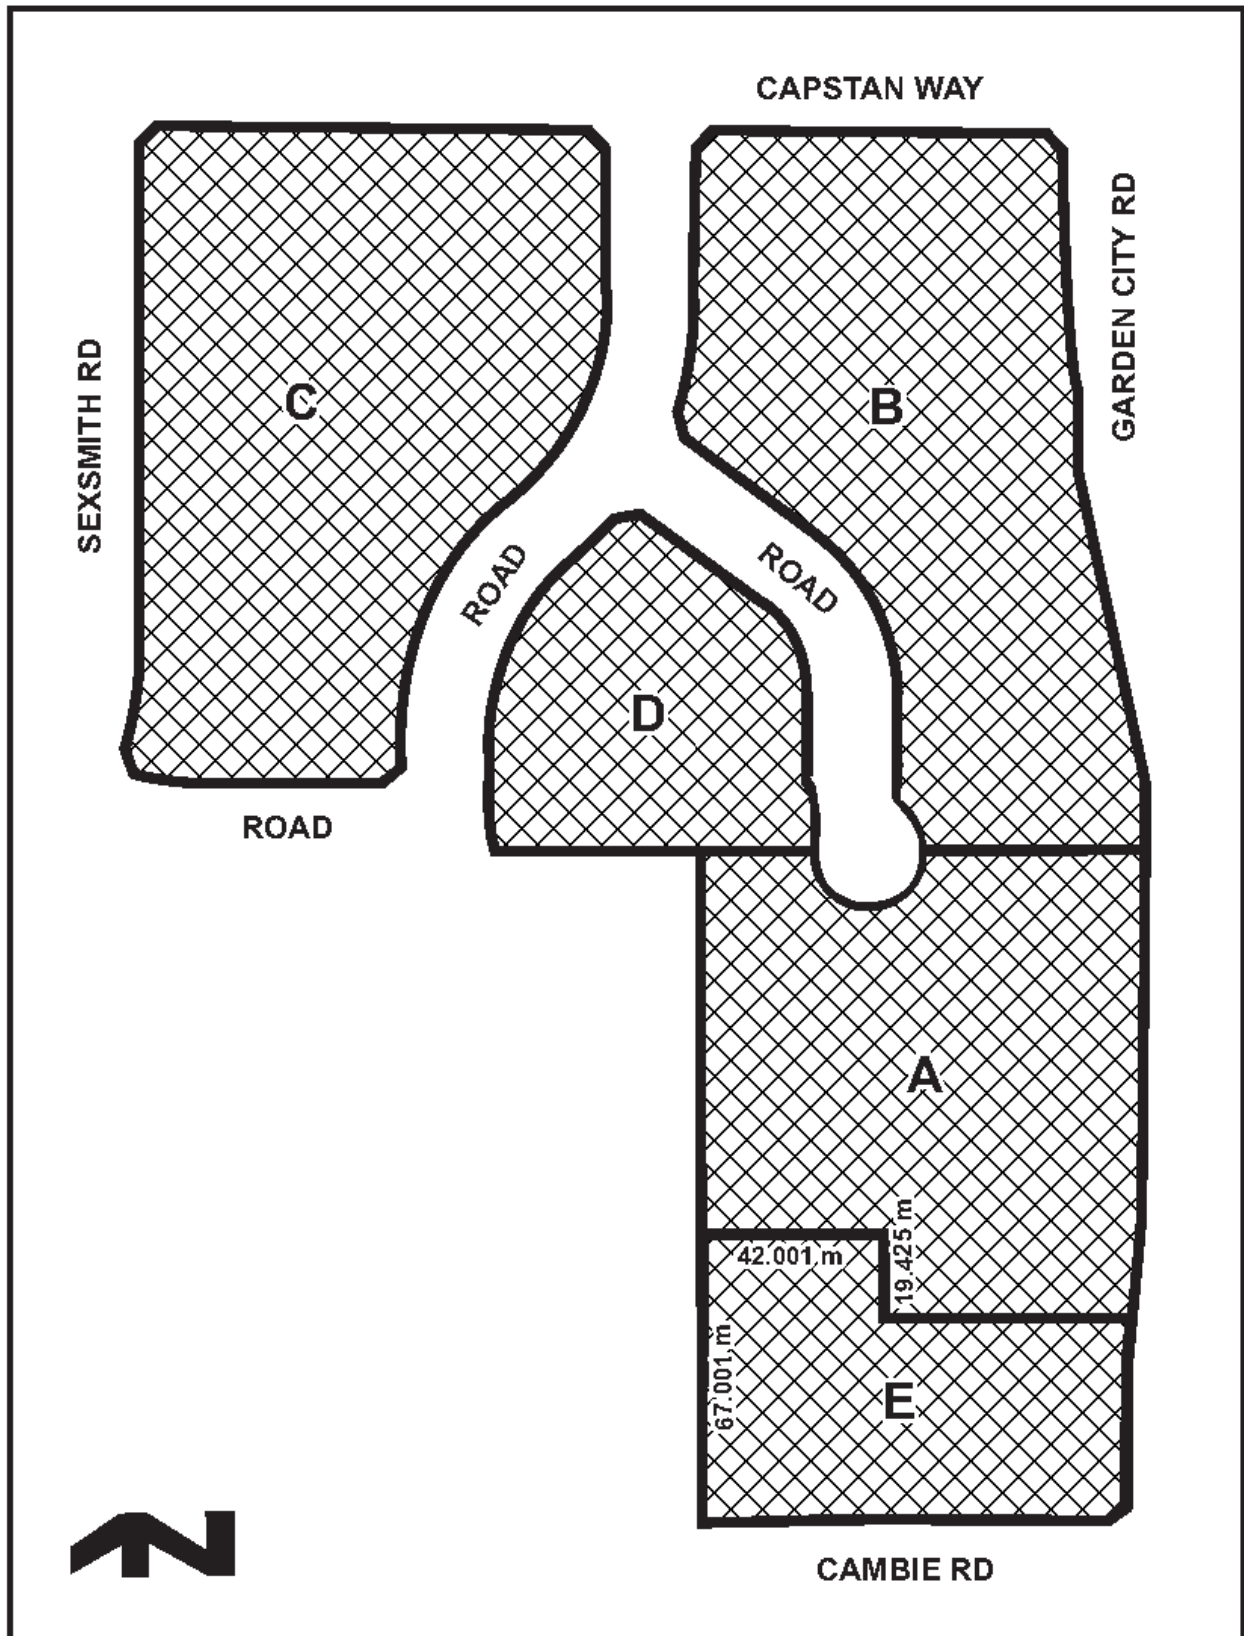 CAPSTAN WAY
GARDEN CITY RD
SEXSMITH RD
C
B
ROAD
ROAD
D
ROAD
A
42.001 m
19.425 m
67.001 m
E
N
CAMBIE RD